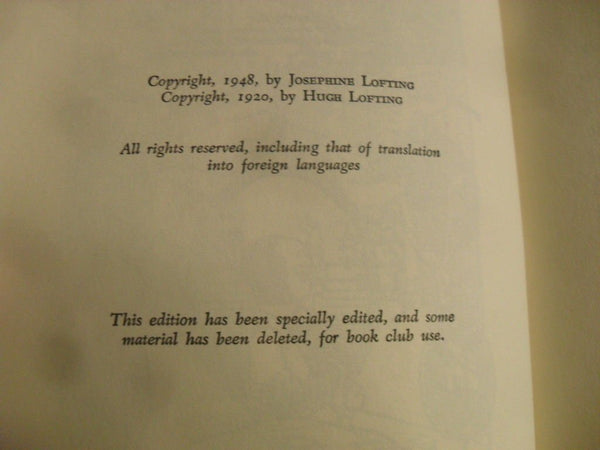 Copyright, 1948, by Josephine Lofting
Copyright, 1920, by Hugh Lofting
All rights reserved, including that of translation
into foreign languages
This edition has been specially edited, and some
material has been deleted, for book club use.